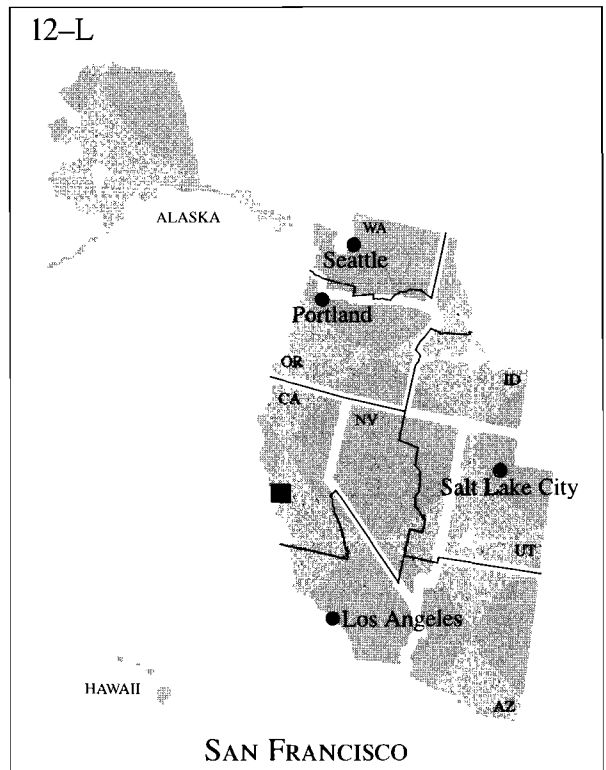 12–L
ALASKA
WA
Seattle
Portland
OR
CA
ID
NV
Salt Lake City
UT
Los Angeles
HAWAII
AZ
SAN FRANCISCO